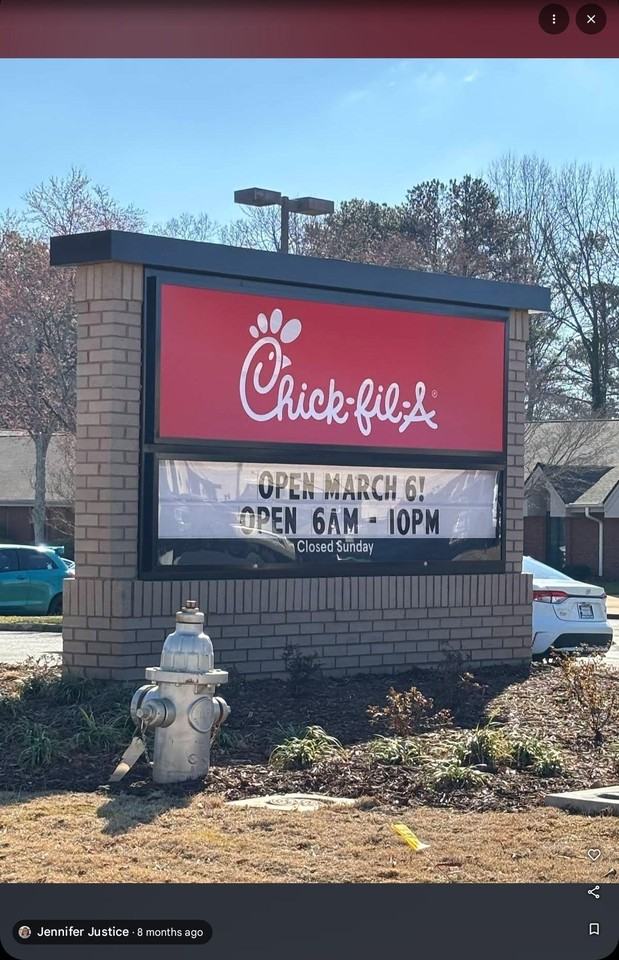 Chick-fil-A®
OPEN MARCH 6!
OPEN 6AM - 10PM
Closed Sunday
Jennifer Justice · 8 months ago